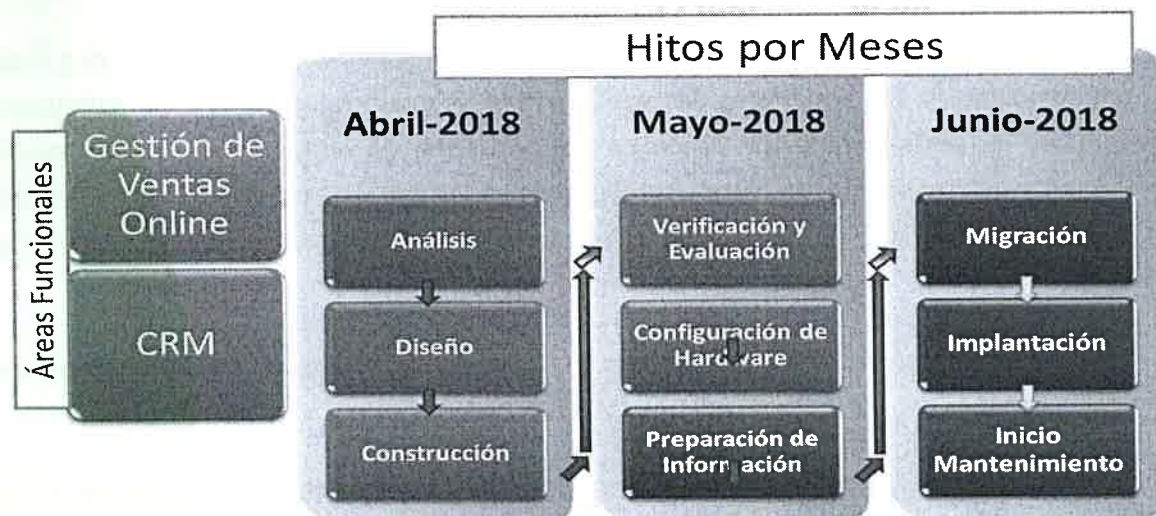 Hitos por Meses
Áreas Funcionales
Gestión de
Ventas
Online
CRM
Abril-2018
Análisis
Diseño
Construcción
Mayo-2018
Verificación y
Evaluación
Configuración de
Hardware
Preparación de
Información
Junio-2018
Migración
Implantación
Inicio
Mantenimiento